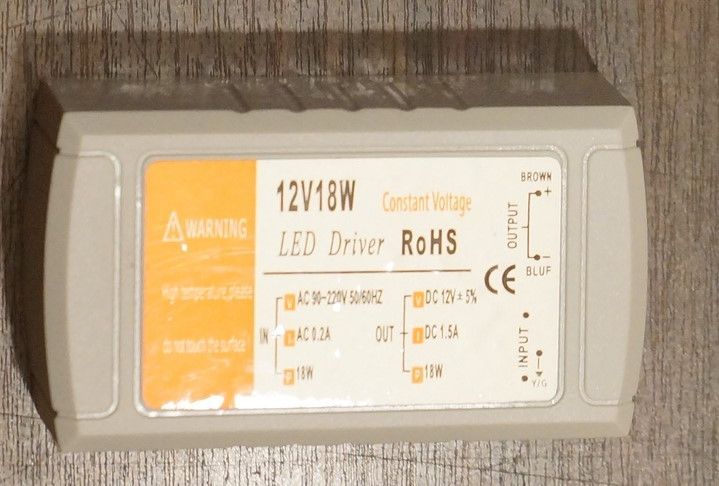 WARNING
High temperature,please
do not touch the surface
12V18W Constant Voltage
LED Driver RoHS
CE
IN
V AC 90-220V 50/60HZ
L AC 0.2A
P 18W
OUT
V DC 12V ± 5%
I DC 1.5A
P 18W
BROWN
+
OUTPUT
-
BLUF
INPUT
Y/G